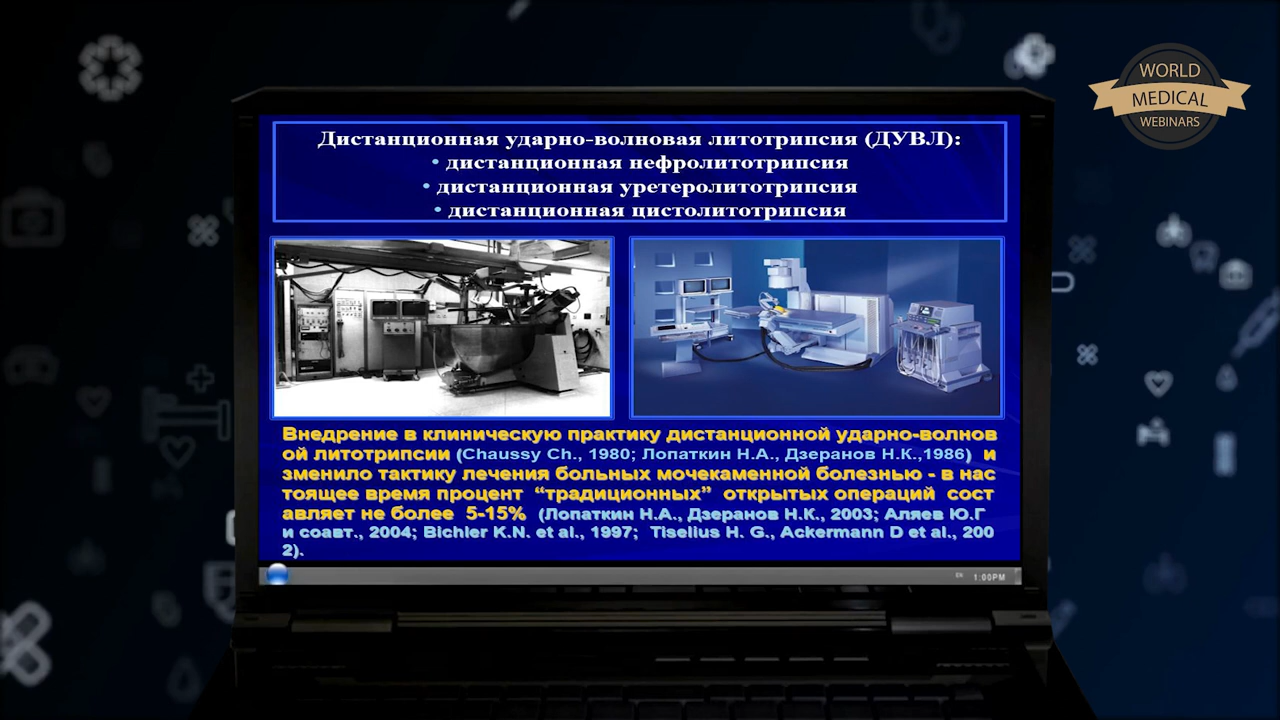 WORLD
MEDICAL
WEBINARS
Дистанционная ударно-волновая литотрипсия (ДУВЛ):
• дистанционная нефролитотрипсия
• дистанционная уретеролитотрипсия
• дистанционная цистолитотрипсия
Внедрение в клиническую практику дистанционной ударно-волнов
ой литотрипсии (Chaussy Ch., 1980; Лопаткин Н.А., Дзеранов Н.К.,1986) и
зменило тактику лечения больных мочекаменной болезнью - в нас
тоящее время процент “традиционных” открытых операций сост
авляет не более 5-15% (Лопаткин Н.А., Дзеранов Н.К., 2003; Аляев Ю.Г
и соавт., 2004; Bichler K.N. et al., 1997; Tiselius H. G., Ackermann D et al., 200
2).
EN 1:00PM